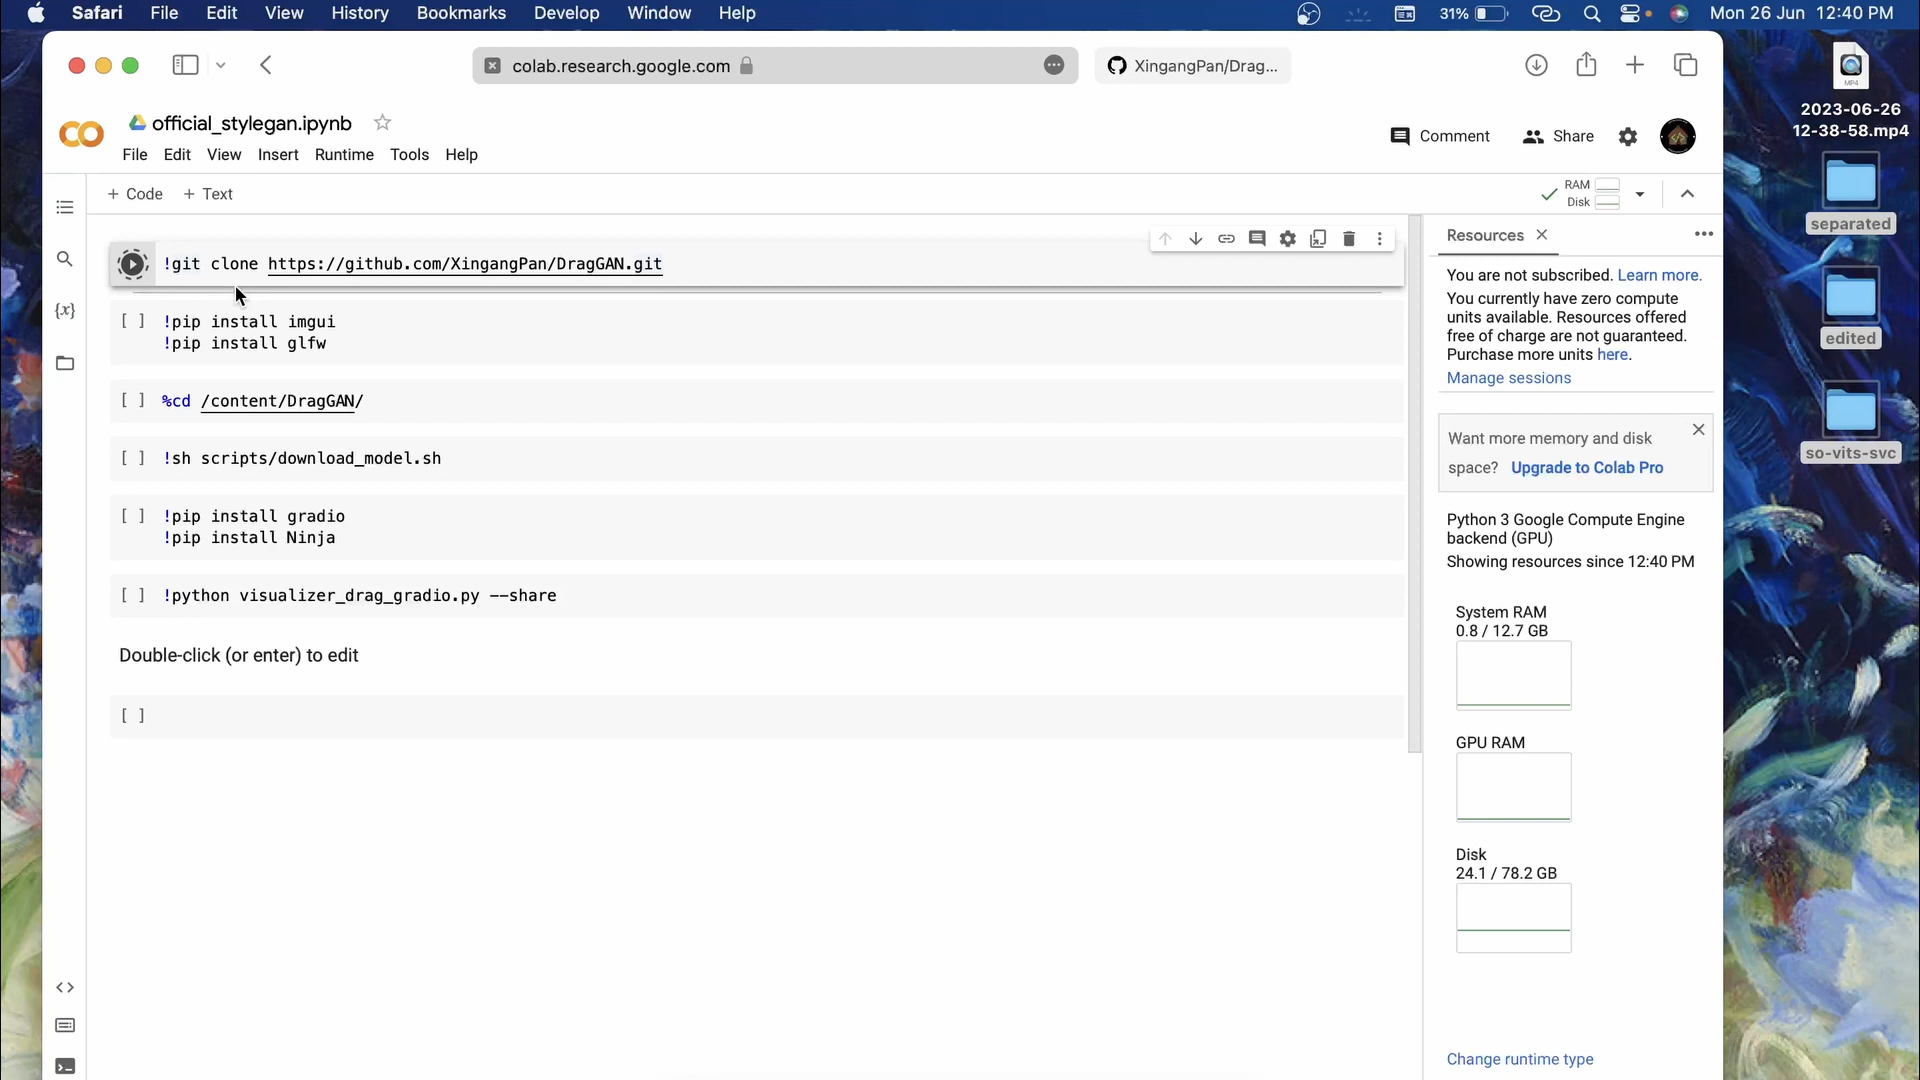 Safari File Edit View History Bookmarks Develop Window Help 31% Mon 26 Jun 12:40 PM
colab.research.google.com XingangPan/Drag...
2023-06-26
12-38-58.mp4
MP4
official_stylegan.ipynb
File Edit View Insert Runtime Tools Help
Comment Share
+ Code + Text
RAM
Disk
!git clone https://github.com/XingangPan/DragGAN.git
[ ] !pip install imgui
!pip install glfw
[ ] %cd /content/DragGAN/
[ ] !sh scripts/download_model.sh
[ ] !pip install gradio
!pip install Ninja
[ ] !python visualizer_drag_gradio.py --share
Double-click (or enter) to edit
[ ]
{x}
Resources
You are not subscribed. Learn more.
You currently have zero compute
units available. Resources offered
free of charge are not guaranteed.
Purchase more units here.
Manage sessions
Want more memory and disk
space? Upgrade to Colab Pro
Python 3 Google Compute Engine
backend (GPU)
Showing resources since 12:40 PM
System RAM
0.8 / 12.7 GB
GPU RAM
Disk
24.1 / 78.2 GB
Change runtime type
separated
edited
so-vits-svc